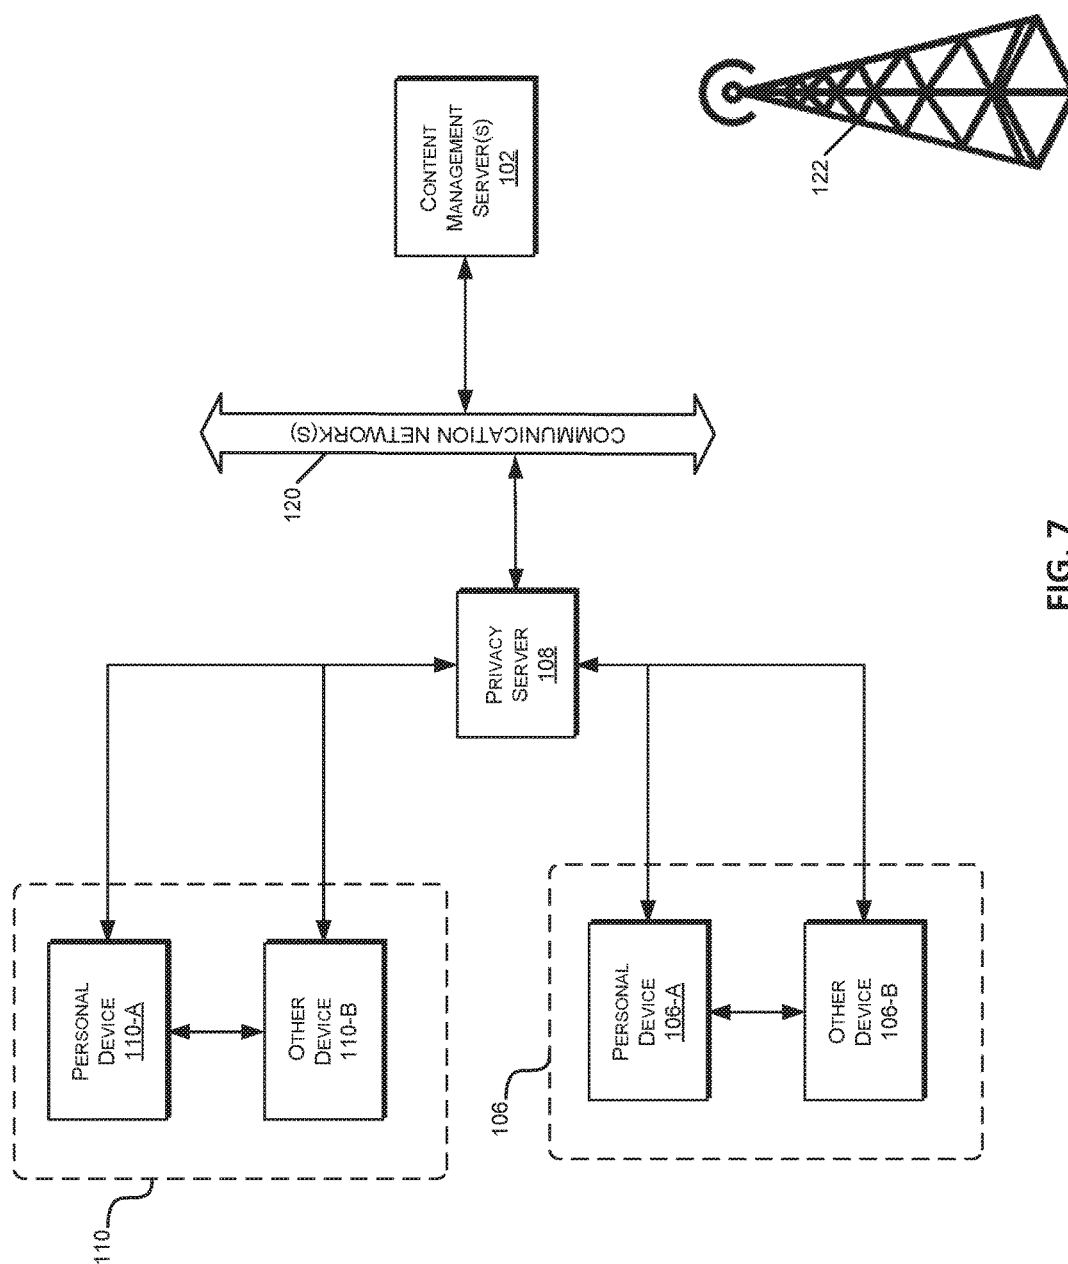 110
PERSONAL
DEVICE
110-A
OTHER
DEVICE
110-B
106
PERSONAL
DEVICE
106-A
OTHER
DEVICE
106-B
PRIVACY
SERVER
108
120
COMMUNICATION NETWORK(S)
CONTENT
MANAGEMENT
SERVER(S)
102
122
FIG. 7